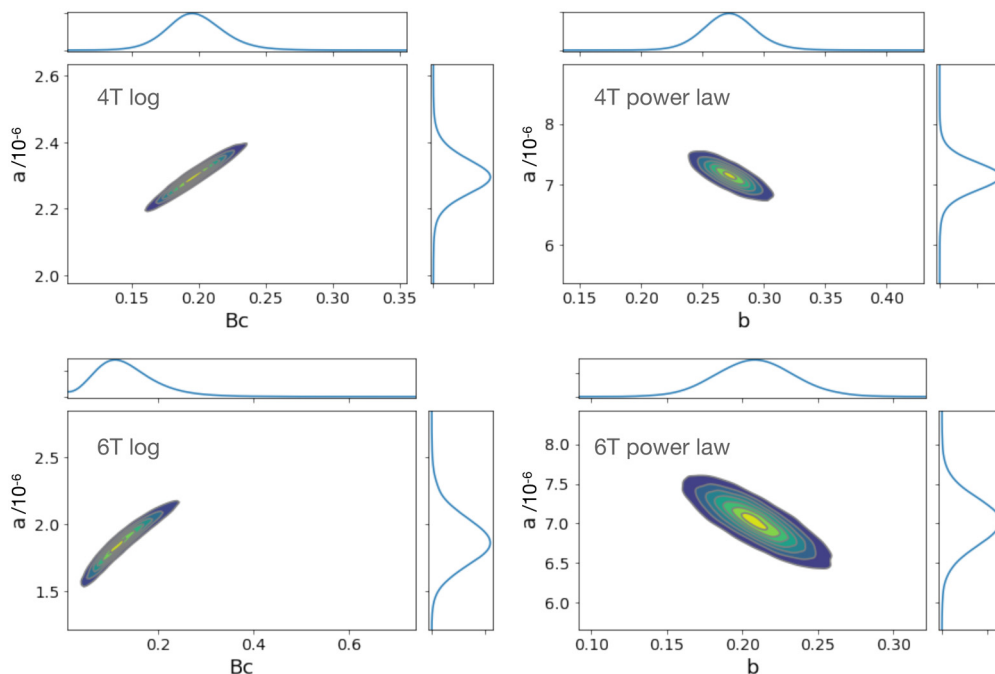 4T log
2.6
2.4
2.2
2.0
a /10⁻⁶
0.15 0.20 0.25 0.30 0.35
Bc
4T power law
8
7
6
a /10⁻⁶
0.15 0.20 0.25 0.30 0.35 0.40
b
6T log
2.5
2.0
1.5
a /10⁻⁶
0.2 0.4 0.6
Bc
6T power law
8.0
7.5
7.0
6.5
6.0
a /10⁻⁶
0.10 0.15 0.20 0.25 0.30
b